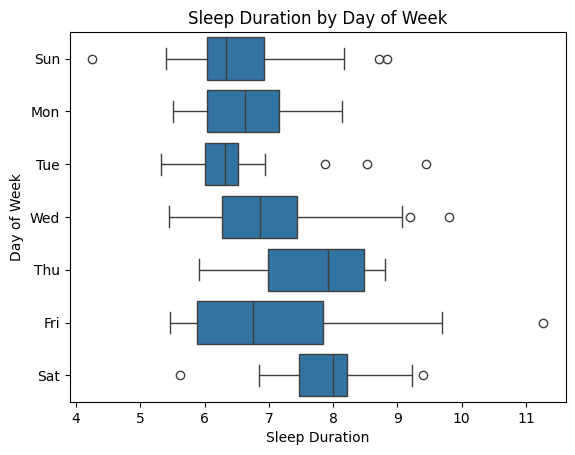 Sleep Duration by Day of Week
Day of Week
Sun
Mon
Tue
Wed
Thu
Fri
Sat
4 5 6 7 8 9 10 11
Sleep Duration